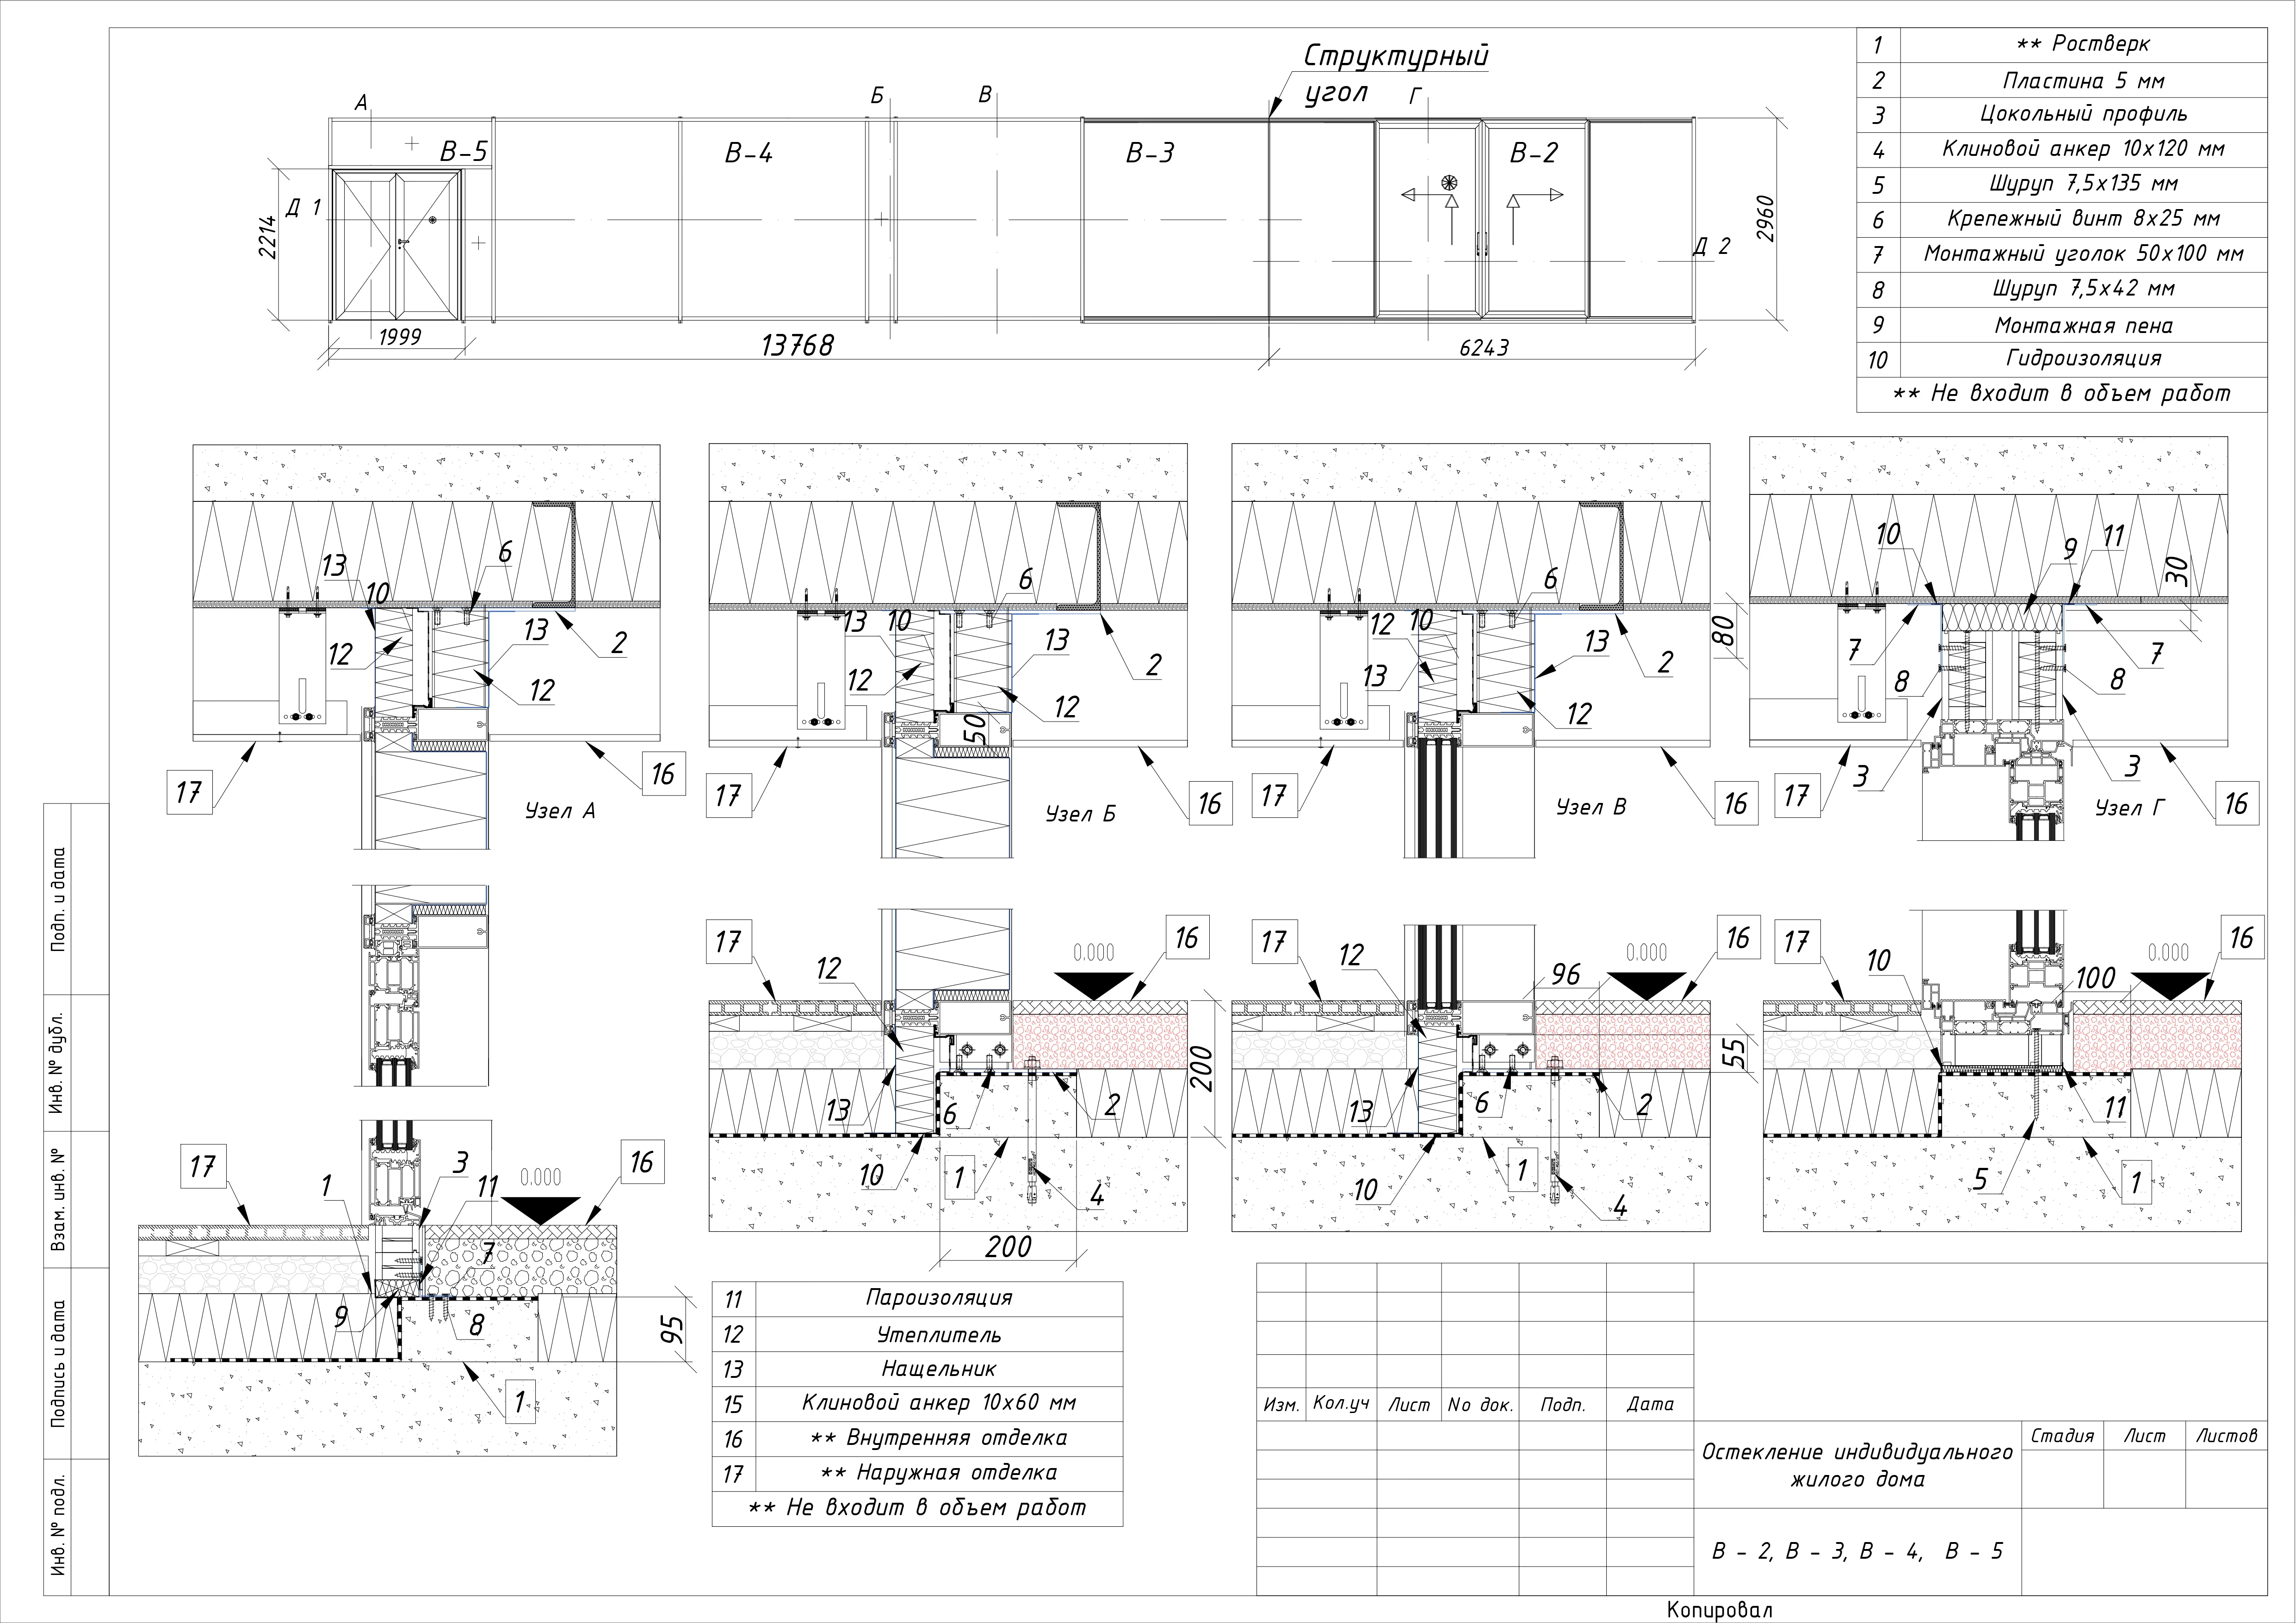 Структурный
угол
А
Б
В
Г
В-5
В-4
В-3
В-2
Д 1
Д 2
2214
2960
1999
13768
6243
1 ** Ростверк
2 Пластина 5 мм
3 Цокольный профиль
4 Клиновой анкер 10х120 мм
5 Шуруп 7,5х135 мм
6 Крепежный винт 8х25 мм
7 Монтажный уголок 50х100 мм
8 Шуруп 7,5х42 мм
9 Монтажная пена
10 Гидроизоляция
** Не входит в объем работ
13
10
6
12
13
2
12
17
16
Узел А
13
10
6
13
2
12
12
50
17
16
Узел Б
12
10
6
13
13
2
12
17
16
Узел В
10
9
11
30
80
7
7
8
8
3
3
17
16
Узел Г
17
1
3
11
0.000
16
7
9
8
95
1
17
12
0.000
16
13
6
2
200
10
1
4
200
17
12
96
0.000
16
55
13
6
2
10
1
4
17
10
100
0.000
16
11
5
1
11 Пароизоляция
12 Утеплитель
13 Нащельник
15 Клиновой анкер 10х60 мм
16 ** Внутренняя отделка
17 ** Наружная отделка
** Не входит в объем работ
Изм. Кол.уч Лист No док. Подп. Дата
Остекление индивидуального
жилого дома
Стадия Лист Листов
В - 2, В - 3, В - 4, В - 5
Копировал
Подп. и дата
Инв. № дубл.
Взам. инв. №
Подпись и дата
Инв. № подл.